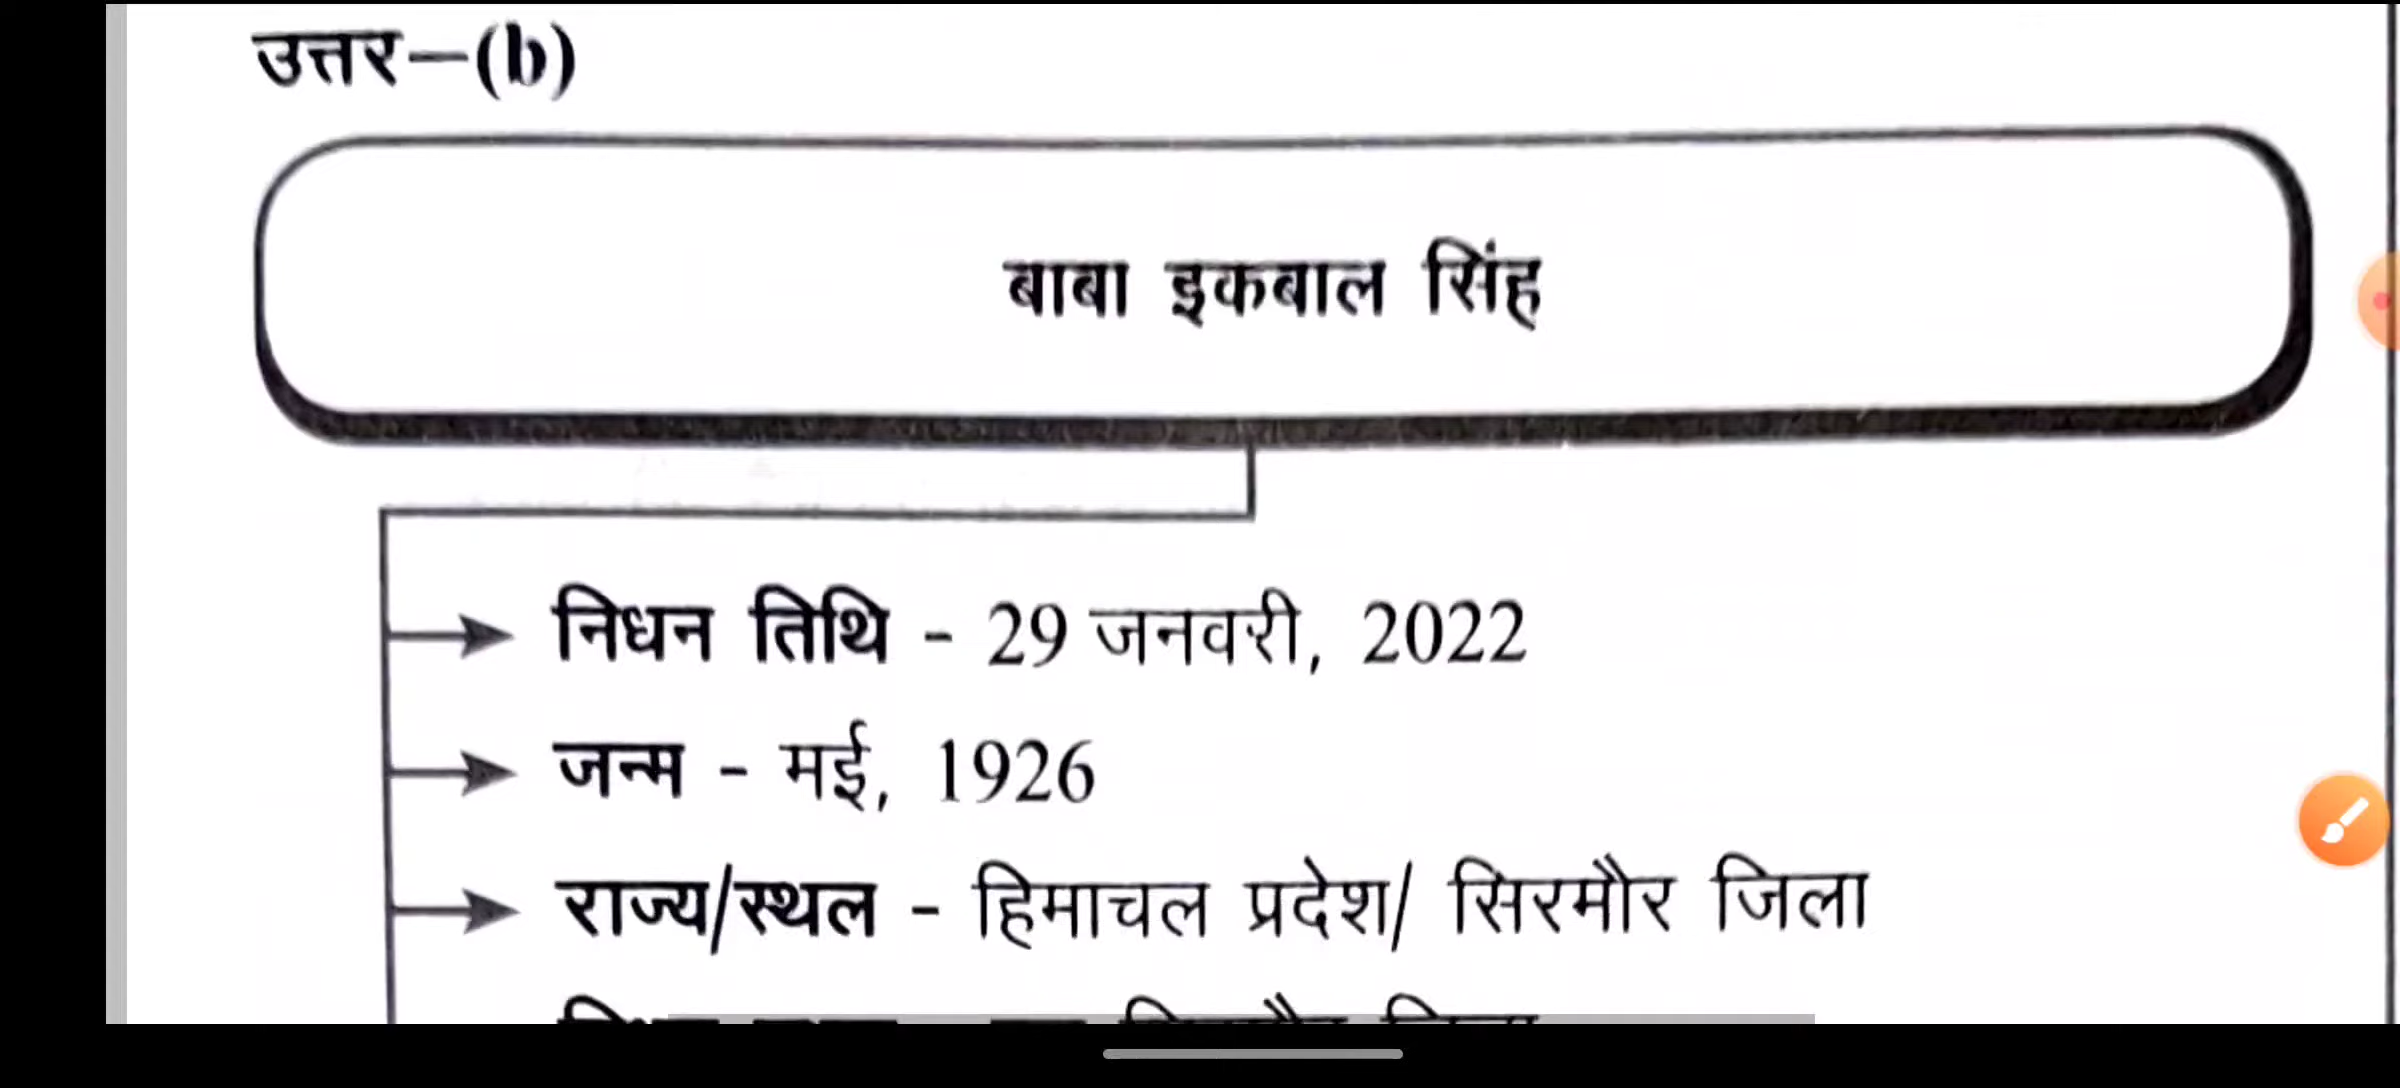 उत्तर—(b)
बाबा इकबाल सिंह
निधन तिथि - 29 जनवरी, 2022
जन्म - मई, 1926
राज्य/स्थल - हिमाचल प्रदेश/ सिरमौर जिला